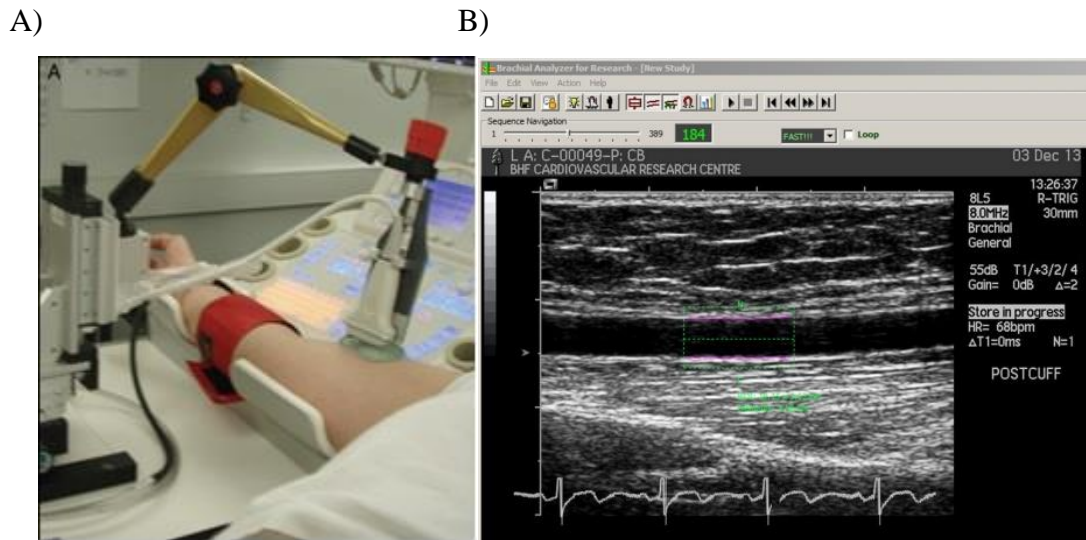 A) B)
A
Brachial Analyzer for Research - [New Study]
File Edit View Action Help
Sequence Navigation
1 389 184 FAST!!! Loop
L A: C-00049-P: CB 03 Dec 13
BHF CARDIOVASCULAR RESEARCH CENTRE
13:26:37
8L5 R-TRIG
8.0MHz 30mm
Brachial
General
55dB T1/+3/2/4
Gain= 0dB Δ=2
Store in progress
HR= 68bpm
ΔT1=0ms N=1
POSTCUFF